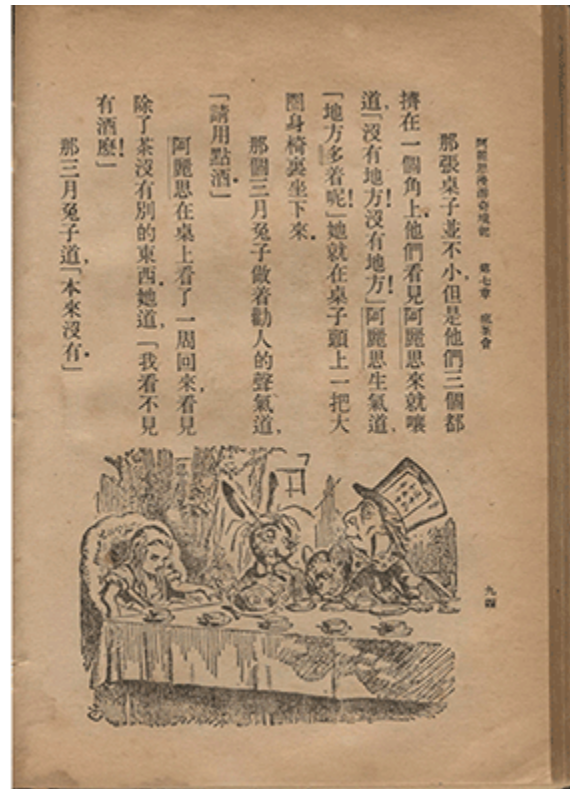 阿麗思漫游奇境記　第七章　瘋茶會
那張桌子並不小，但是他們三個都
擠在一個角上。他們看見阿麗思來就嚷
道，「沒有地方！沒有地方！」阿麗思生氣道，
「地方多着呢！」她就在桌子頭上一把大
圈身椅裏坐下來。
那個三月兔子做着勸人的聲氣道，
「請用點酒。」
阿麗思在桌上看了一周回來，看見
除了茶沒有別的東西。她道，「我看不見
有酒麽！」
那三月兔子道，「本來沒有。」
九四